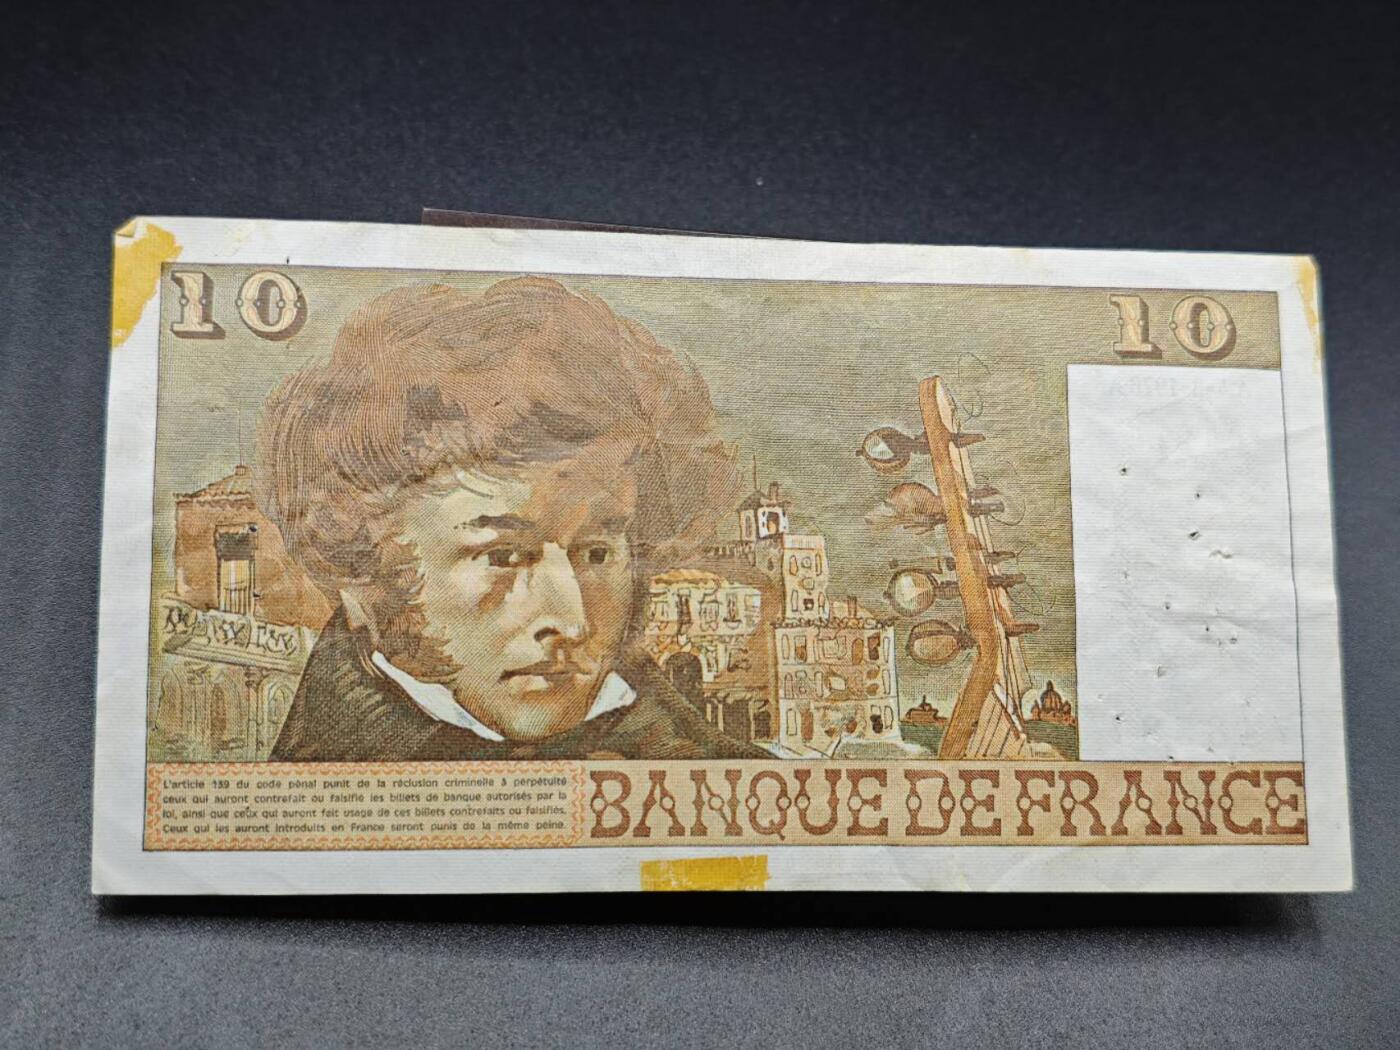 10
10
L'article 139 du code pénal punit de la réclusion criminelle à perpétuité
ceux qui auront contrefait ou falsifié les billets de banque autorisés par la
loi, ainsi que ceux qui auront fait usage de ces billets contrefaits ou falsifiés.
Ceux qui les auront introduits en France seront punis de la même peine.
BANQUE DE FRANCE